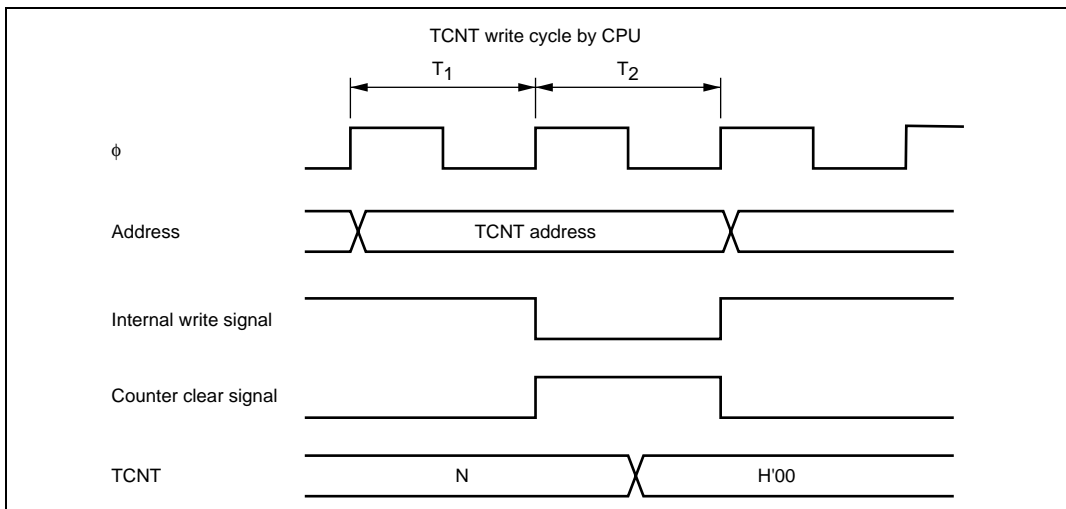 TCNT write cycle by CPU
T1 T2
ϕ
Address TCNT address
Internal write signal
Counter clear signal
TCNT N H'00